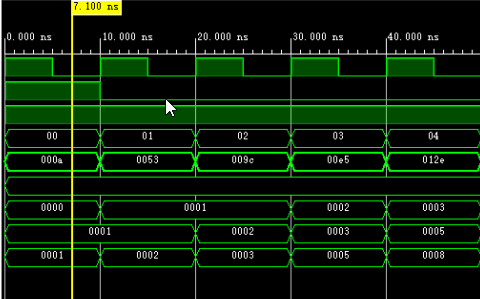 7.100 ns
0.000 ns 10.000 ns 20.000 ns 30.000 ns 40.000 ns
00 01 02 03 04
000a 0053 009c 00e5 012e
0000 0001 0002 0003
0001 0002 0003 0005
0001 0002 0003 0005 0008